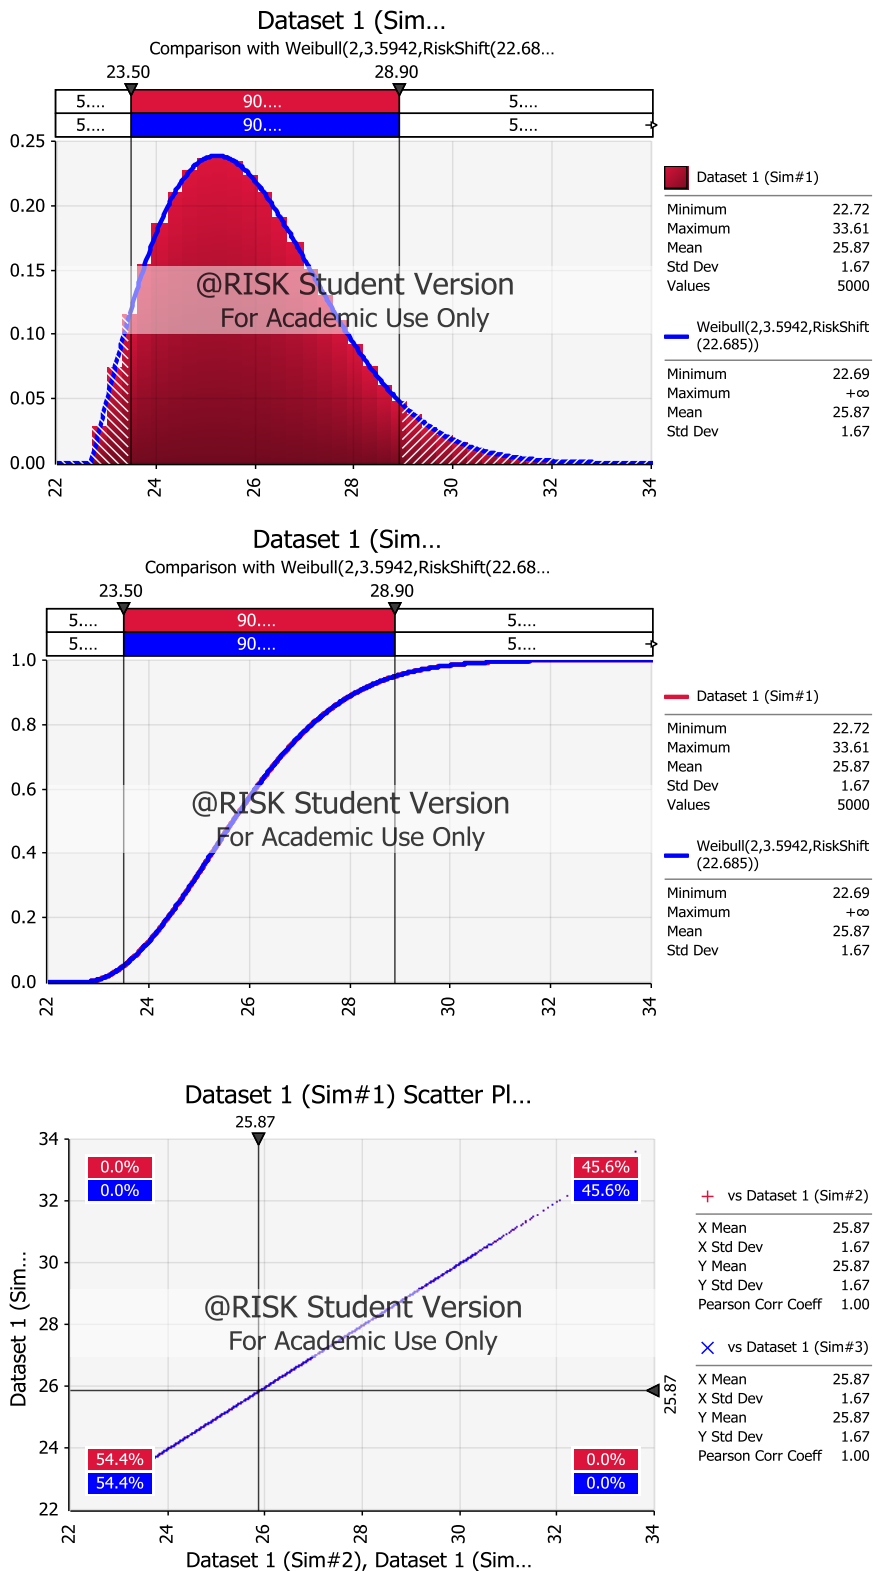 Dataset 1 (Sim...
Comparison with Weibull(2,3.5942,RiskShift(22.68...
23.50 28.90
5.... 90.... 5....
5.... 90.... 5....
0.25
0.20
0.15
0.10
0.05
0.00
22 24 26 28 30 32 34
@RISK Student Version
For Academic Use Only
Dataset 1 (Sim#1)
Minimum 22.72
Maximum 33.61
Mean 25.87
Std Dev 1.67
Values 5000
Weibull(2,3.5942,RiskShift
(22.685))
Minimum 22.69
Maximum +∞
Mean 25.87
Std Dev 1.67
Dataset 1 (Sim...
Comparison with Weibull(2,3.5942,RiskShift(22.68...
23.50 28.90
5.... 90.... 5....
5.... 90.... 5....
1.0
0.8
0.6
0.4
0.2
0.0
22 24 26 28 30 32 34
@RISK Student Version
For Academic Use Only
Dataset 1 (Sim#1)
Minimum 22.72
Maximum 33.61
Mean 25.87
Std Dev 1.67
Values 5000
Weibull(2,3.5942,RiskShift
(22.685))
Minimum 22.69
Maximum +∞
Mean 25.87
Std Dev 1.67
Dataset 1 (Sim#1) Scatter Pl...
25.87
34
32
30
28
26
24
22
0.0% 45.6%
0.0% 45.6%
@RISK Student Version
For Academic Use Only
25.87
54.4% 0.0%
54.4% 0.0%
22 24 26 28 30 32 34
Dataset 1 (Sim...
Dataset 1 (Sim#2), Dataset 1 (Sim...
vs Dataset 1 (Sim#2)
X Mean 25.87
X Std Dev 1.67
Y Mean 25.87
Y Std Dev 1.67
Pearson Corr Coeff 1.00
vs Dataset 1 (Sim#3)
X Mean 25.87
X Std Dev 1.67
Y Mean 25.87
Y Std Dev 1.67
Pearson Corr Coeff 1.00